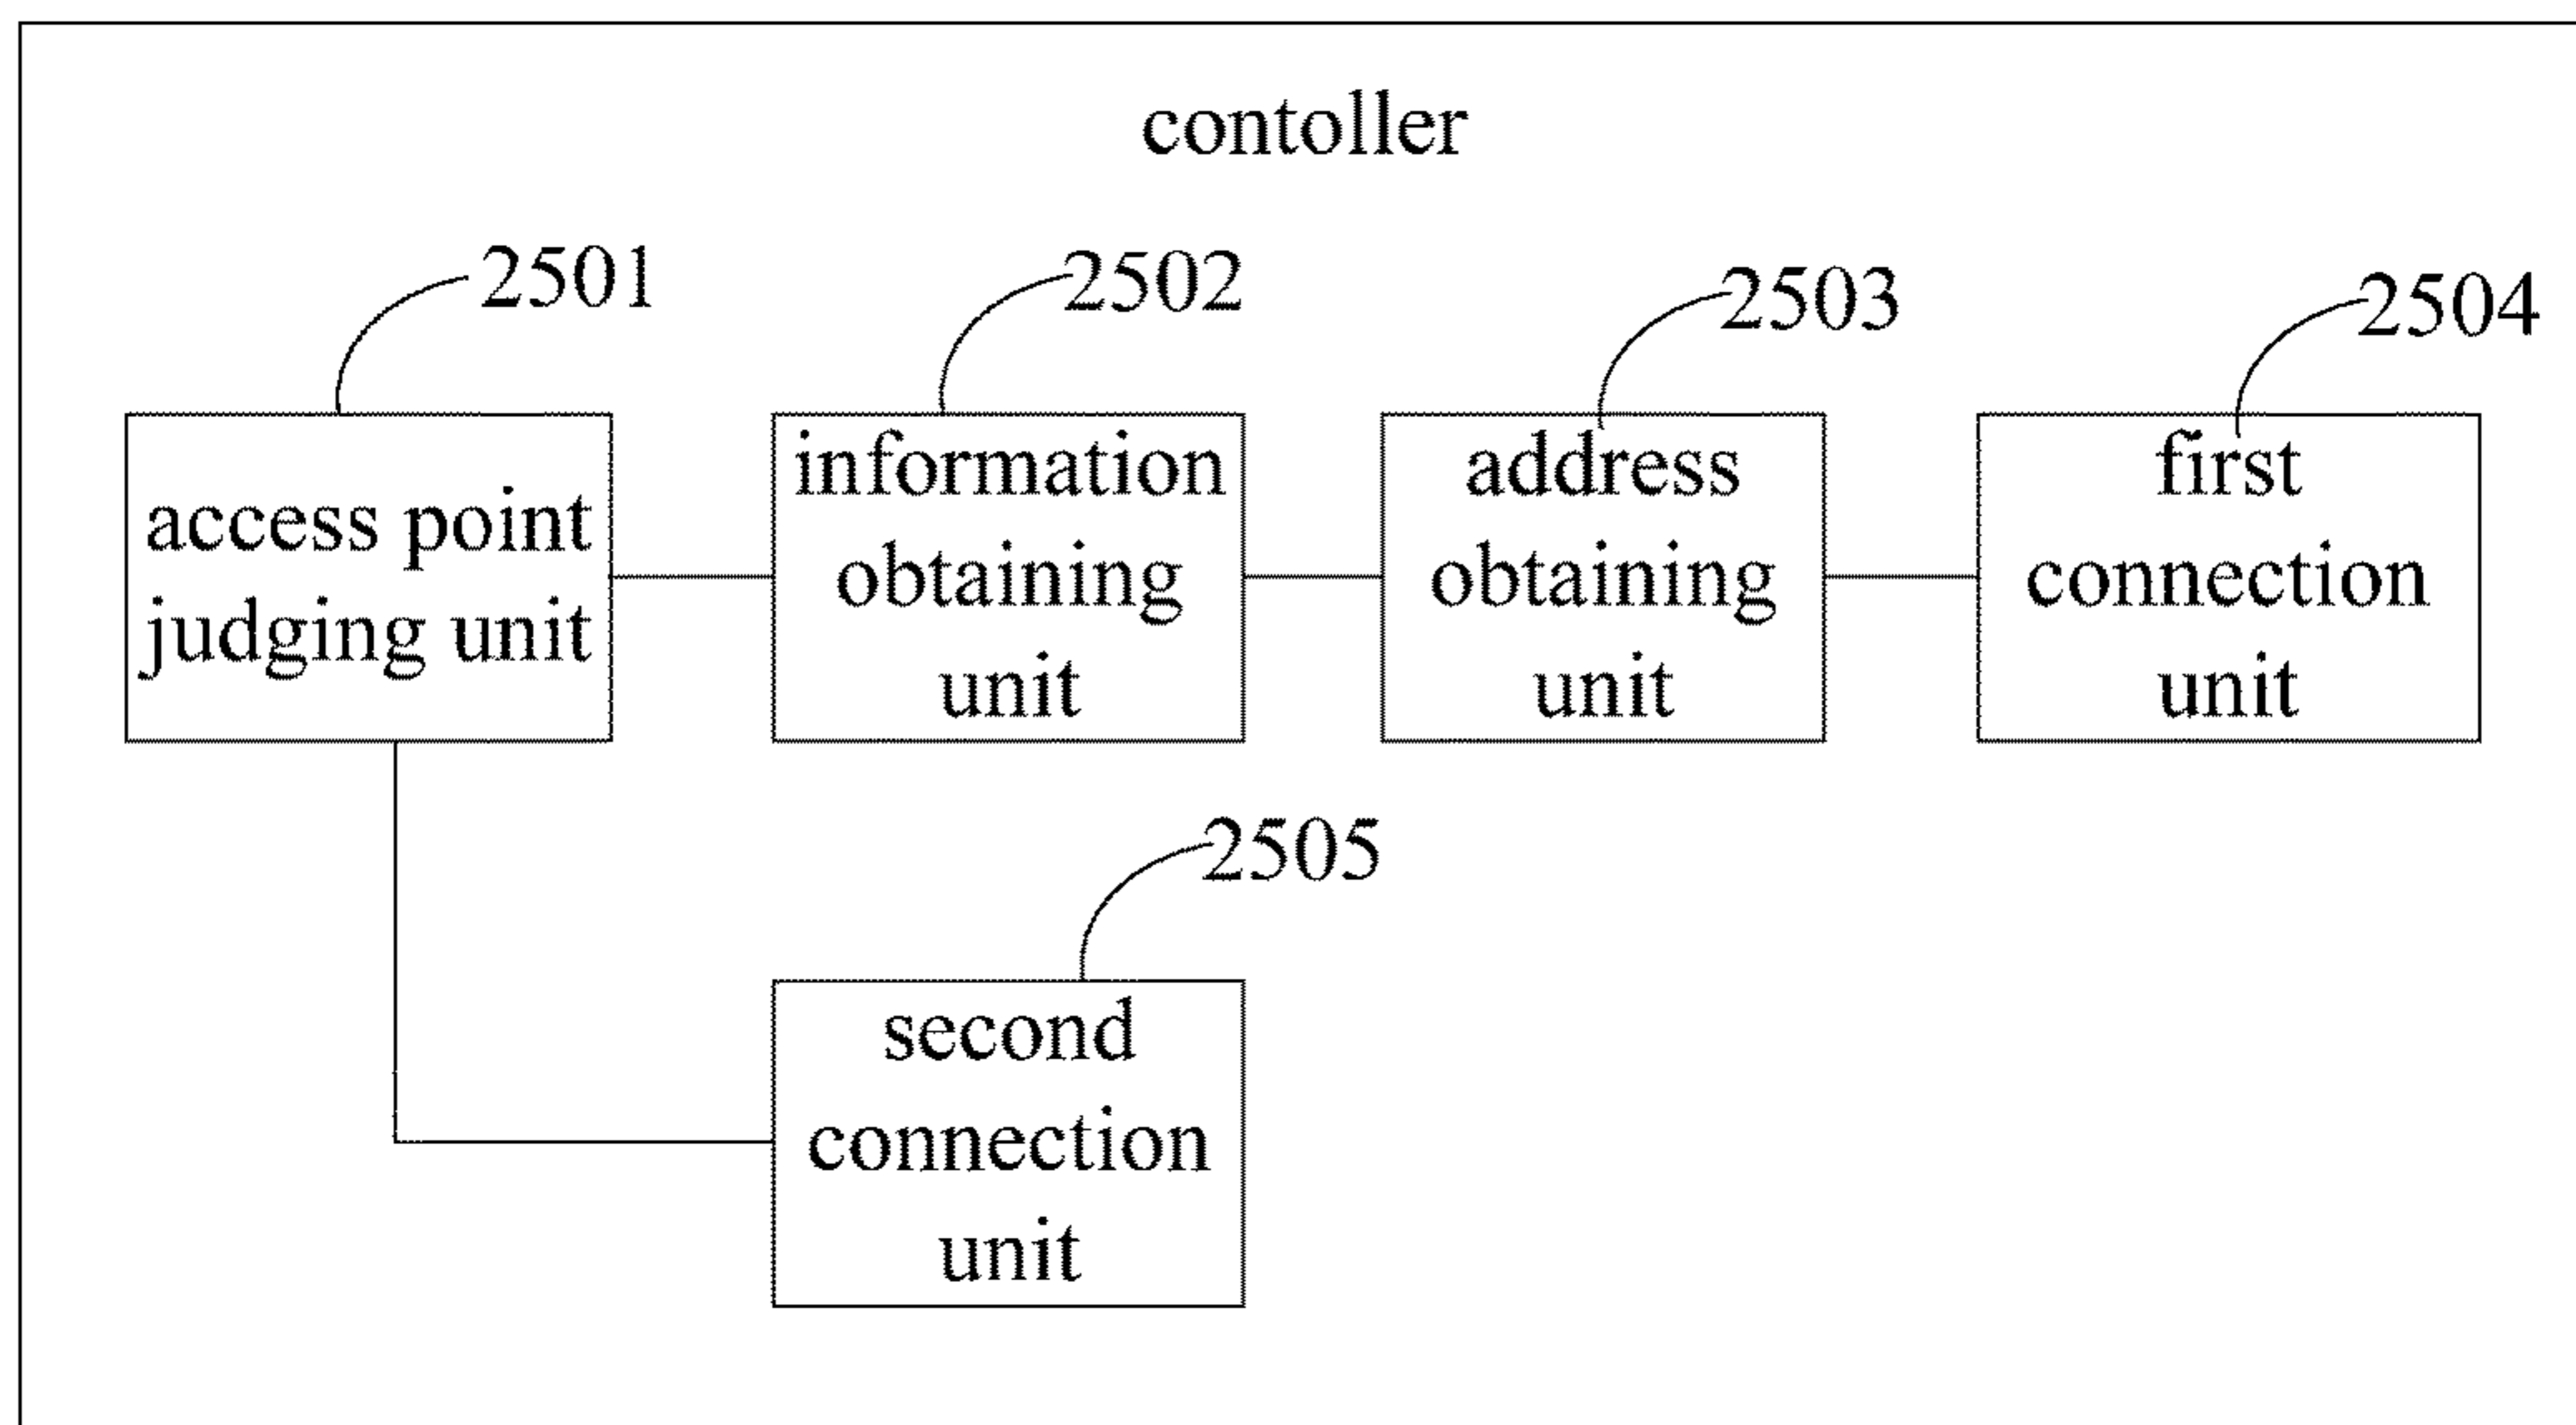 contoller
2501
2502
2503
2504
access point
judging unit
information
obtaining
unit
address
obtaining
unit
first
connection
unit
2505
second
connection
unit